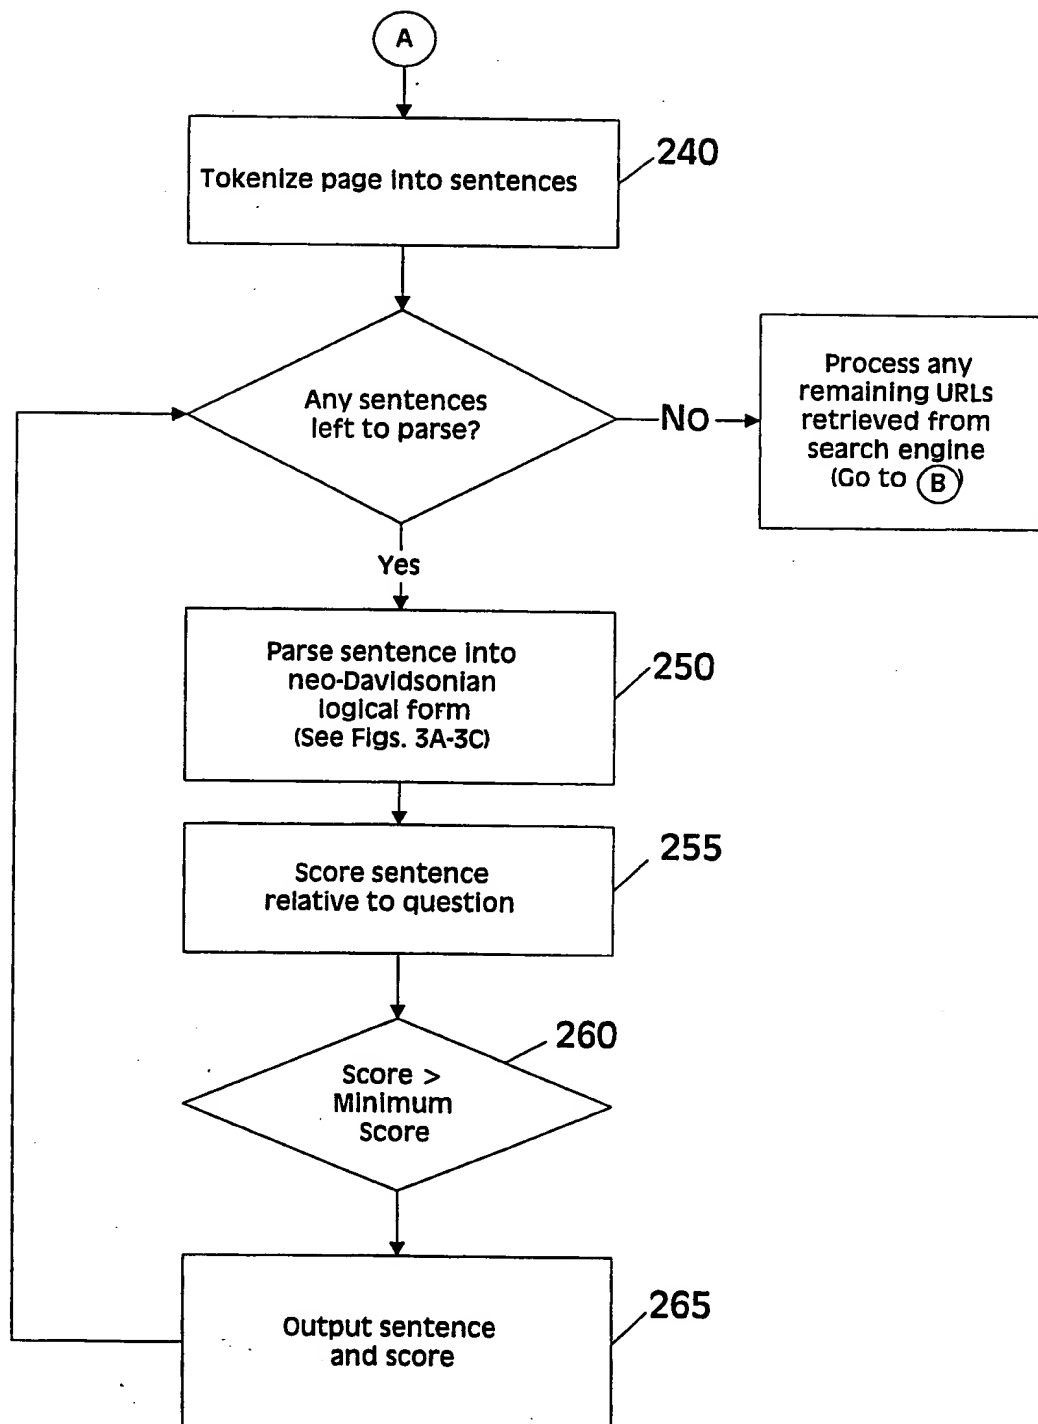 A
Tokenize page into sentences
240
Any sentences
left to parse?
No
Process any
remaining URLs
retrieved from
search engine
(Go to B)
Yes
Parse sentence into
neo-Davidsonian
logical form
(See Figs. 3A-3C)
250
Score sentence
relative to question
255
260
Score >
Minimum
Score
Output sentence
and score
265